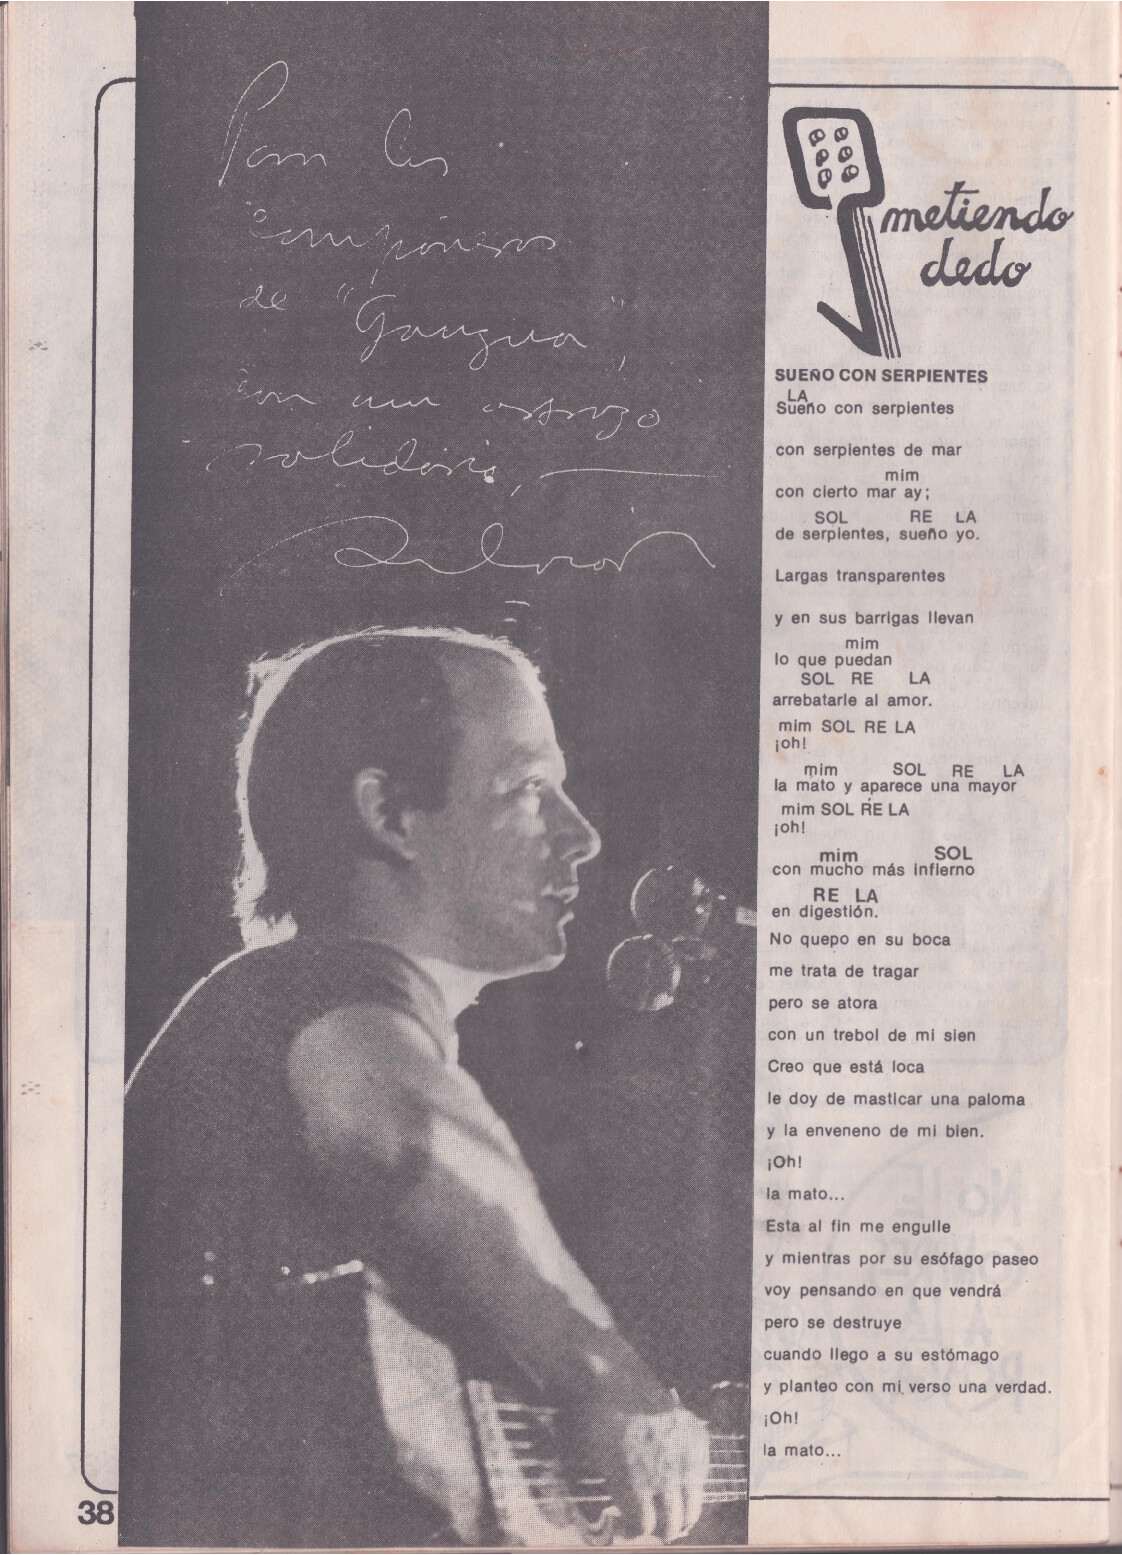 Para los
compañeros
de
con un abrazo
solidario,
metiendo
dedo
SUEÑO CON SERPIENTES
LA
Sueño con serpientes
con serpientes de mar
mim
con cierto mar ay;
SOL RE LA
de serpientes, sueño yo.
Largas transparentes
y en sus barrigas llevan
mim
lo que puedan
SOL RE LA
arrebatarle al amor.
mim SOL RE LA
¡oh!
mim SOL RE LA
la mato y aparece una mayor
mim SOL RE LA
¡oh!
mim SOL
con mucho más infierno
RE LA
en digestión.
No quepo en su boca
me trata de tragar
pero se atora
con un trebol de mi sien
Creo que está loca
le doy de masticar una paloma
y la enveneno de mi bien.
¡Oh!
la mato...
Esta al fin me engulle
y mientras por su esófago paseo
voy pensando en que vendrá
pero se destruye
cuando llego a su estómago
y planteo con mi verso una verdad.
¡Oh!
la mato...
38